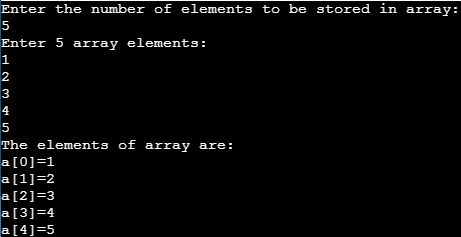 Enter the number of elements to be stored in array:
5
Enter 5 array elements:
1
2
3
4
5
The elements of array are:
a[0]=1
a[1]=2
a[2]=3
a[3]=4
a[4]=5